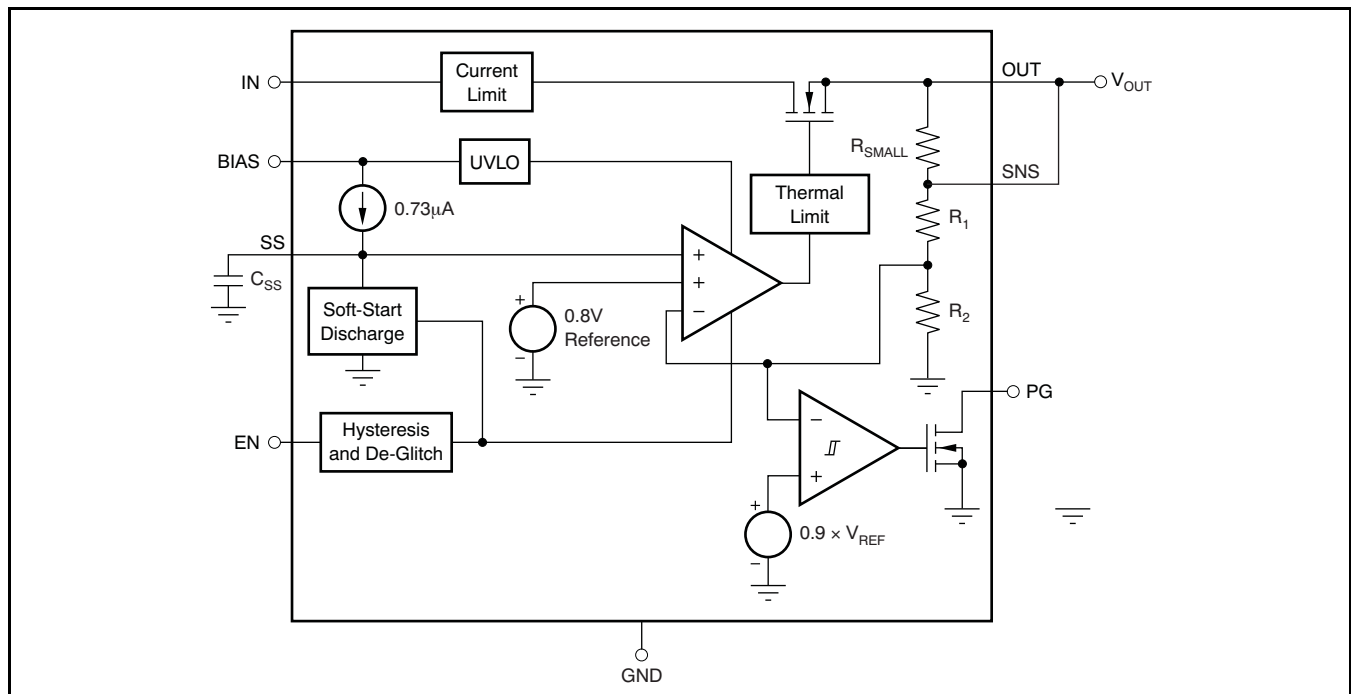 IN
Current
Limit
OUT
V_OUT
BIAS
UVLO
R_SMALL
SNS
0.73μA
Thermal
Limit
R_1
SS
+
C_SS
+
+
Soft-Start
Discharge
0.8V
Reference
−
−
R_2
PG
EN
Hysteresis
and De-Glitch
−
+
+
0.9 × V_REF
−
GND